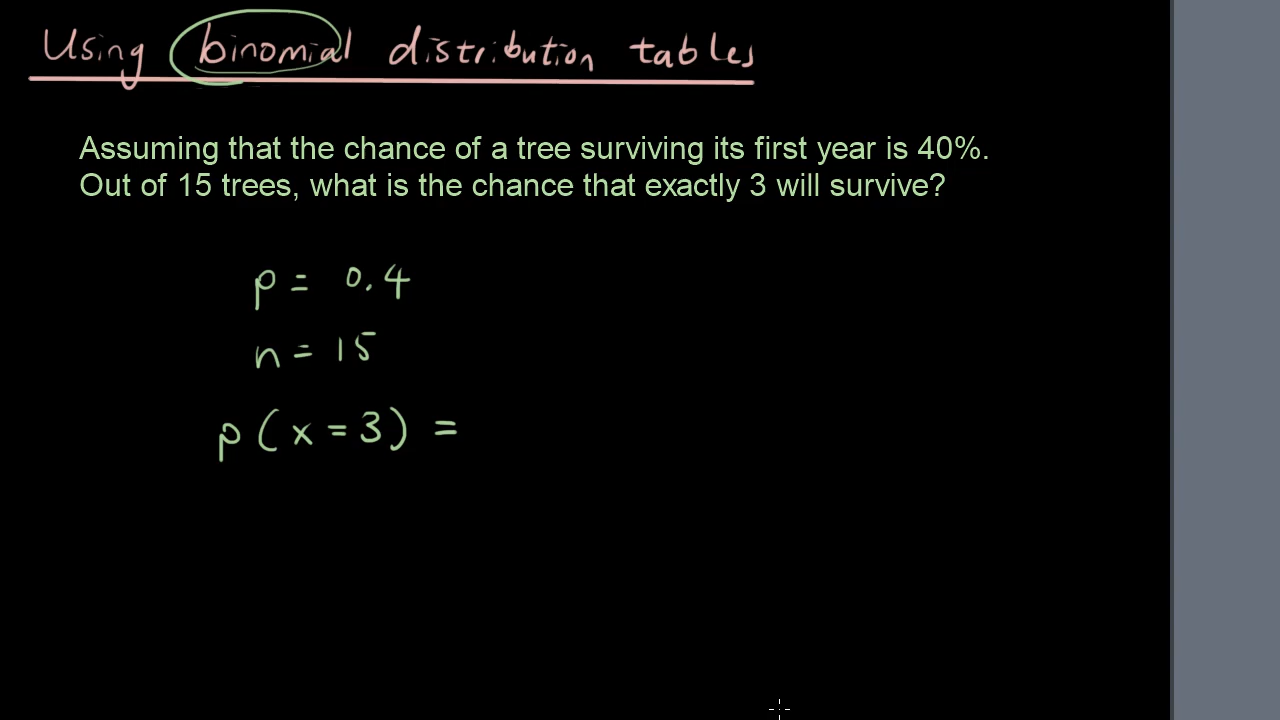 Using binomial distribution tables
Assuming that the chance of a tree surviving its first year is 40%.
Out of 15 trees, what is the chance that exactly 3 will survive?
p = 0.4
n = 15
p(x=3) =